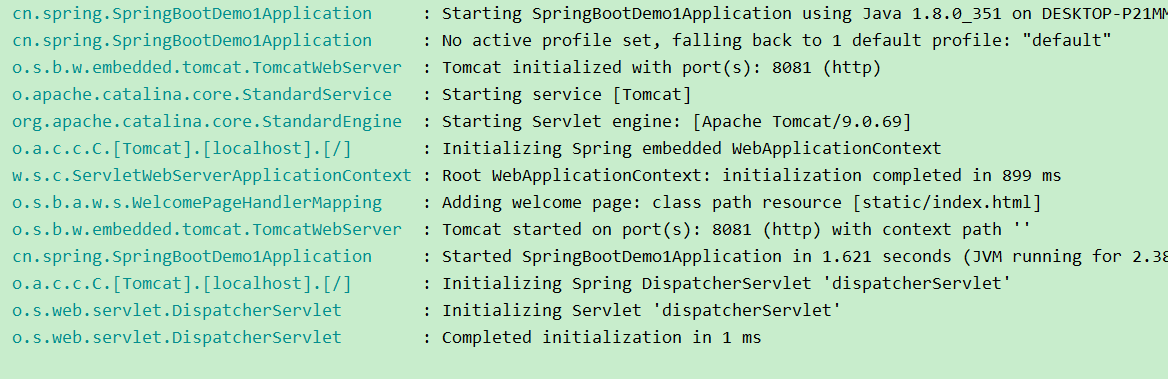 cn.spring.SpringBootDemo1Application : Starting SpringBootDemo1Application using Java 1.8.0_351 on DESKTOP-P21MM
cn.spring.SpringBootDemo1Application : No active profile set, falling back to 1 default profile: "default"
o.s.b.w.embedded.tomcat.TomcatWebServer : Tomcat initialized with port(s): 8081 (http)
o.apache.catalina.core.StandardService : Starting service [Tomcat]
org.apache.catalina.core.StandardEngine : Starting Servlet engine: [Apache Tomcat/9.0.69]
o.a.c.c.C.[Tomcat].[localhost].[/] : Initializing Spring embedded WebApplicationContext
w.s.c.ServletWebServerApplicationContext : Root WebApplicationContext: initialization completed in 899 ms
o.s.b.a.w.s.WelcomePageHandlerMapping : Adding welcome page: class path resource [static/index.html]
o.s.b.w.embedded.tomcat.TomcatWebServer : Tomcat started on port(s): 8081 (http) with context path ''
cn.spring.SpringBootDemo1Application : Started SpringBootDemo1Application in 1.621 seconds (JVM running for 2.38
o.a.c.c.C.[Tomcat].[localhost].[/] : Initializing Spring DispatcherServlet 'dispatcherServlet'
o.s.web.servlet.DispatcherServlet : Initializing Servlet 'dispatcherServlet'
o.s.web.servlet.DispatcherServlet : Completed initialization in 1 ms